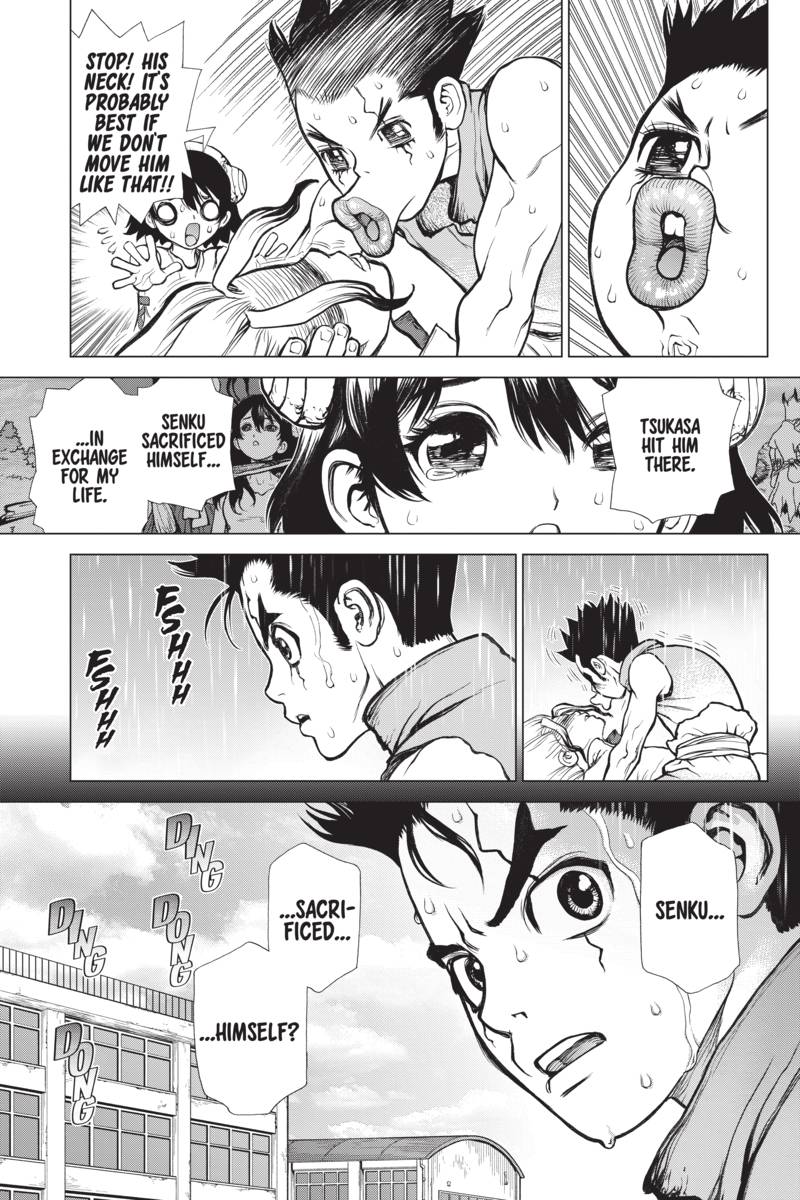 STOP! HIS
NECK! IT'S
PROBABLY
BEST IF
WE DON'T
MOVE HIM
LIKE THAT!!
TSUKASA
HIT HIM
THERE.
SENKU
SACRIFICED
HIMSELF...
...IN
EXCHANGE
FOR MY
LIFE.
FSHHH
FSHHH
SENKU...
...SACRI-
FICED...
...HIMSELF?
DING
DONG
DING
DONG